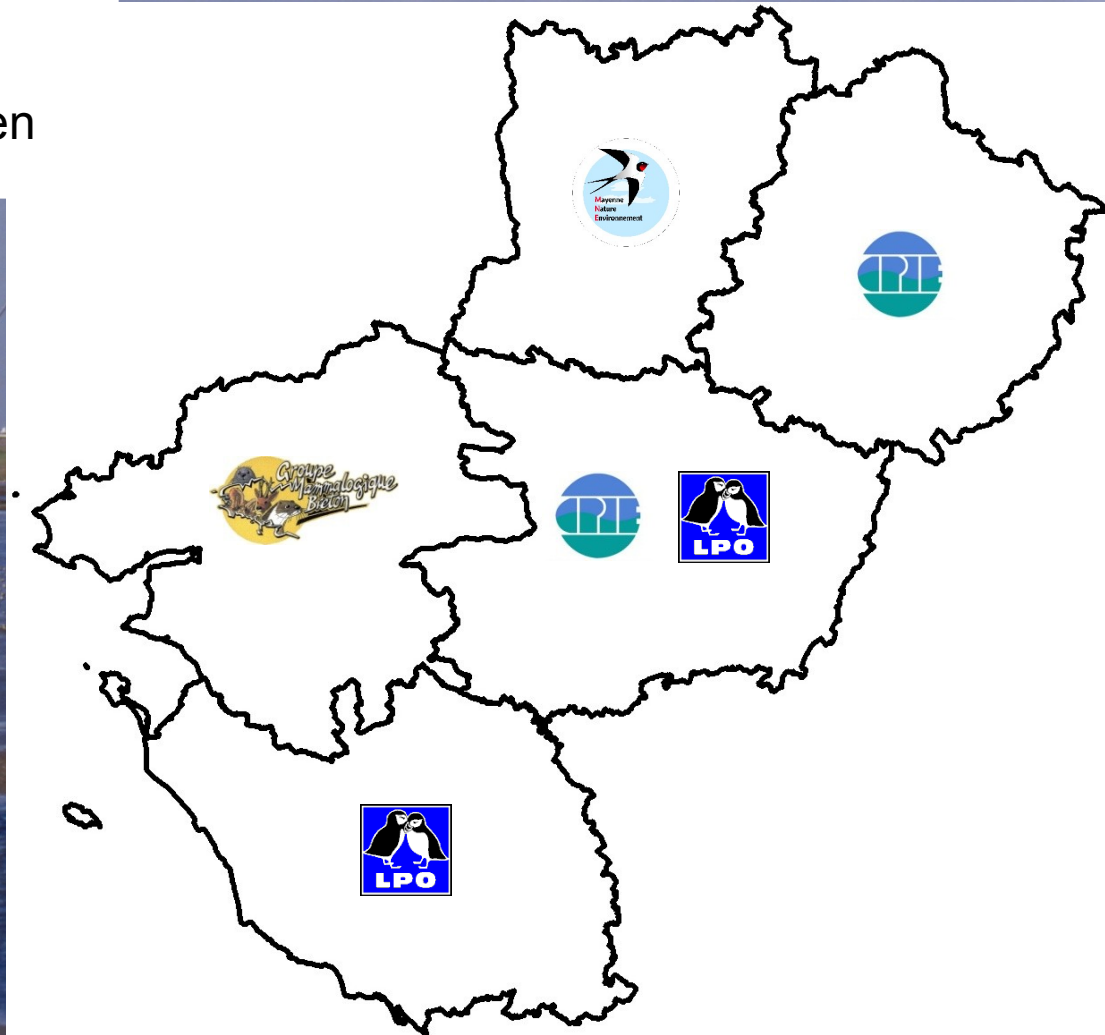 en
Mayenne
Nature
Environnement
CPIE
Groupe
Mammalogique
Breton
CPIE
LPO
LPO